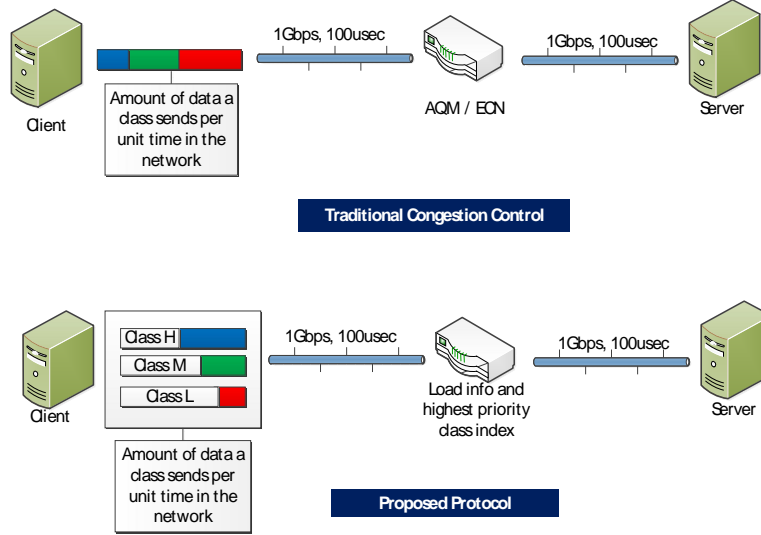 1Gbps, 100usec
1Gbps, 100usec
Client
Amount of data a
class sends per
unit time in the
network
AQM / ECN
Server
Traditional Congestion Control
Class H
Class M
Class L
1Gbps, 100usec
1Gbps, 100usec
Client
Load info and
highest priority
class index
Server
Amount of data a
class sends per
unit time in the
network
Proposed Protocol